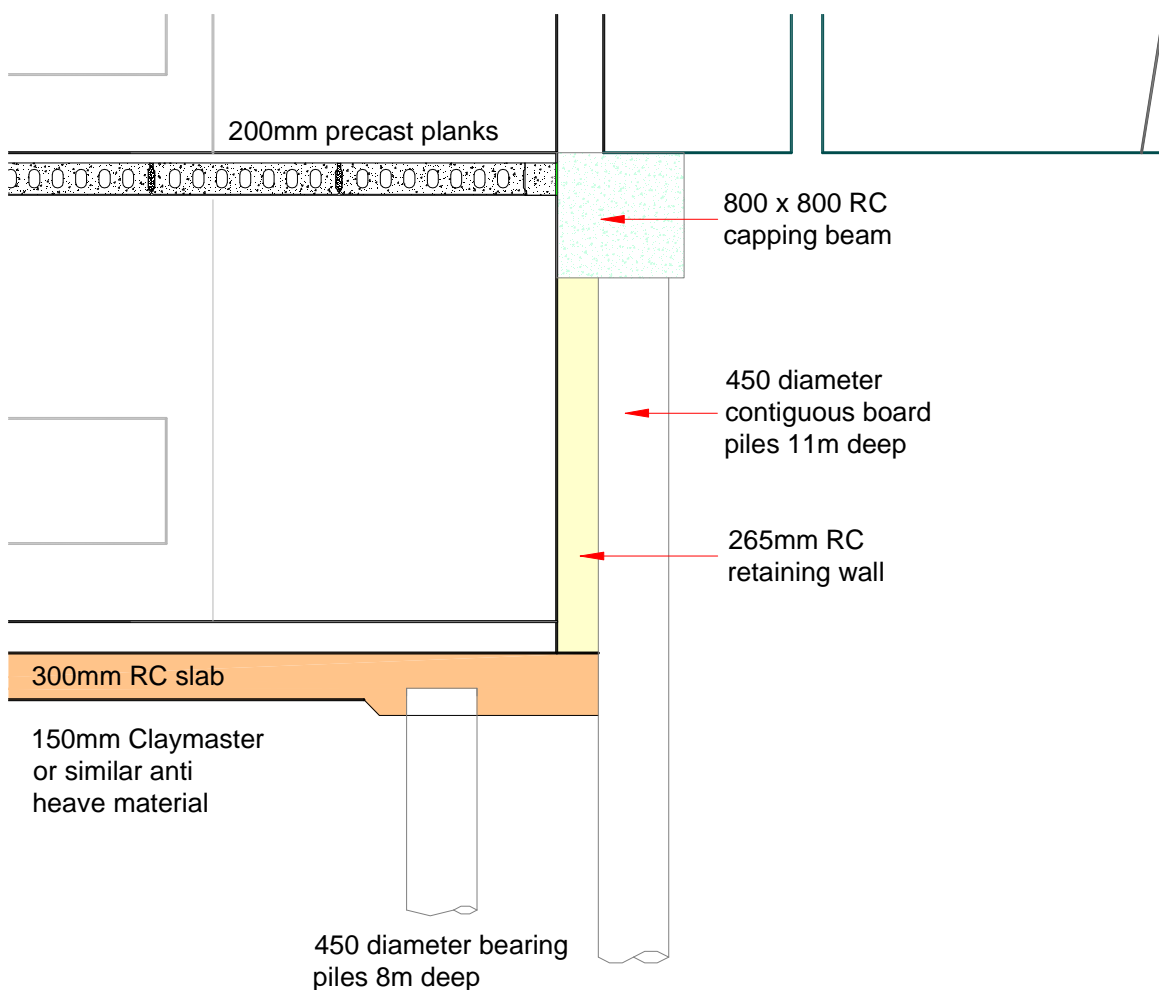 200mm precast planks
800 x 800 RC
capping beam
450 diameter
contiguous board
piles 11m deep
265mm RC
retaining wall
300mm RC slab
150mm Claymaster
or similar anti
heave material
450 diameter bearing
piles 8m deep